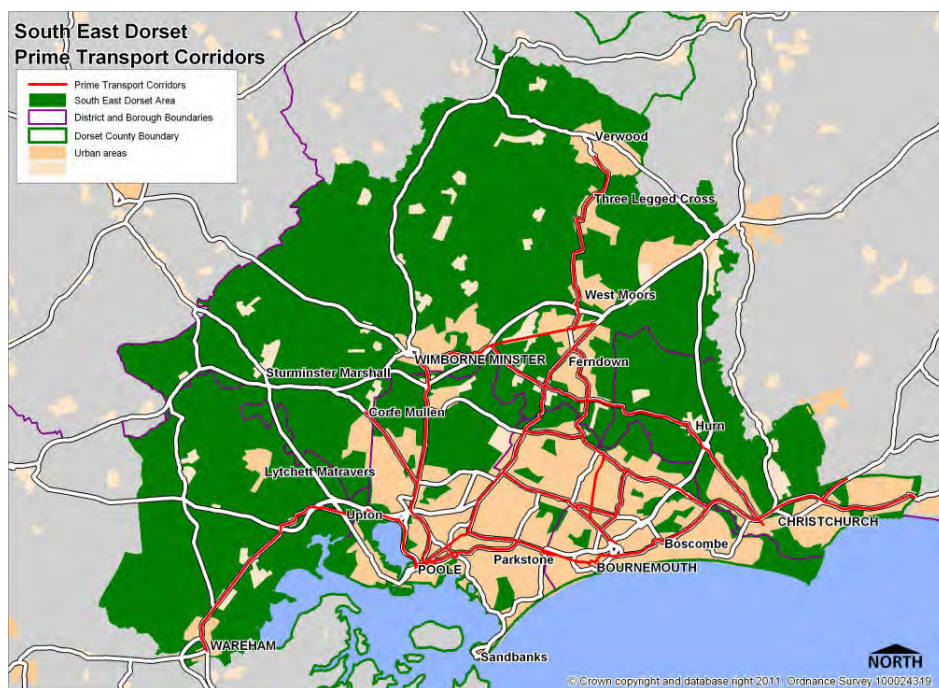 South East Dorset
Prime Transport Corridors
Prime Transport Corridors
South East Dorset Area
District and Borough Boundaries
Dorset County Boundary
Urban areas
Verwood
Three Legged Cross
West Moors
WIMBORNE MINSTER
Ferndown
Sturminster Marshall
Corfe Mullen
Hurn
Lytchett Matravers
Upton
CHRISTCHURCH
Boscombe
Parkstone
POOLE
BOURNEMOUTH
WAREHAM
Sandbanks
NORTH
© Crown copyright and database right 2011 Ordnance Survey 100024319